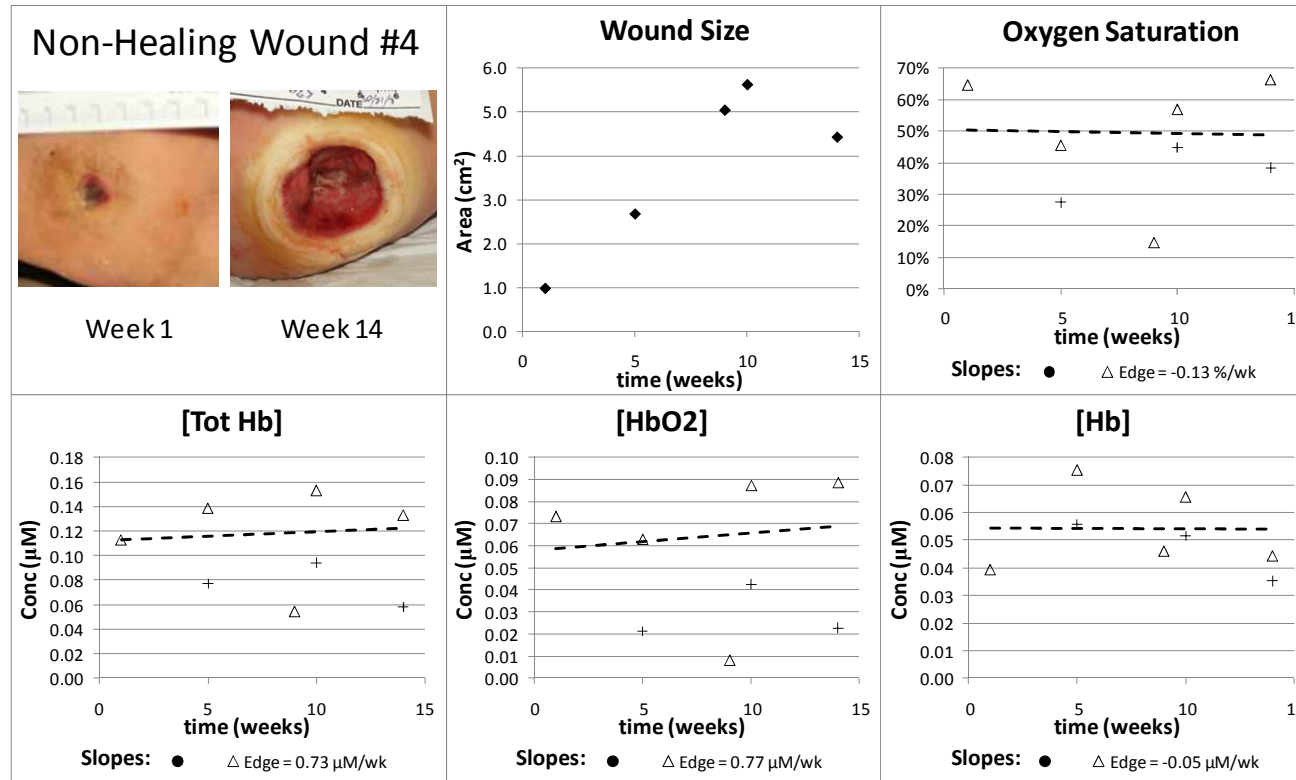 Non-Healing Wound #4
DATE
Week 1
Week 14
Wound Size
6.0
5.0
4.0
3.0
2.0
1.0
0.0
Area (cm²)
0 5 10 15
time (weeks)
Oxygen Saturation
70%
60%
50%
40%
30%
20%
10%
0%
0 5 10 1
time (weeks)
Slopes: ● △ Edge = -0.13 %/wk
[Tot Hb]
0.18
0.16
0.14
0.12
0.10
0.08
0.06
0.04
0.02
0.00
Conc (µM)
0 5 10 15
time (weeks)
Slopes: ● △ Edge = 0.73 µM/wk
[HbO2]
0.10
0.09
0.08
0.07
0.06
0.05
0.04
0.03
0.02
0.01
0.00
Conc (µM)
0 5 10 15
time (weeks)
Slopes: ● △ Edge = 0.77 µM/wk
[Hb]
0.08
0.07
0.06
0.05
0.04
0.03
0.02
0.01
0.00
Conc (µM)
0 5 10 1
time (weeks)
Slopes: ● △ Edge = -0.05 µM/wk